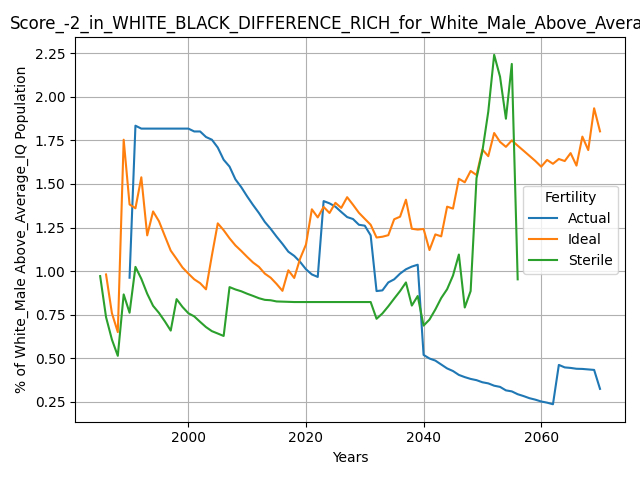 Score_-2_in_WHITE_BLACK_DIFFERENCE_RICH_for_White_Male_Above_Avera
% of White_Male Above_Average_IQ Population
2.25
2.00
1.75
1.50
1.25
1.00
0.75
0.50
0.25
Fertility
Actual
Ideal
Sterile
2000
2020
2040
2060
Years